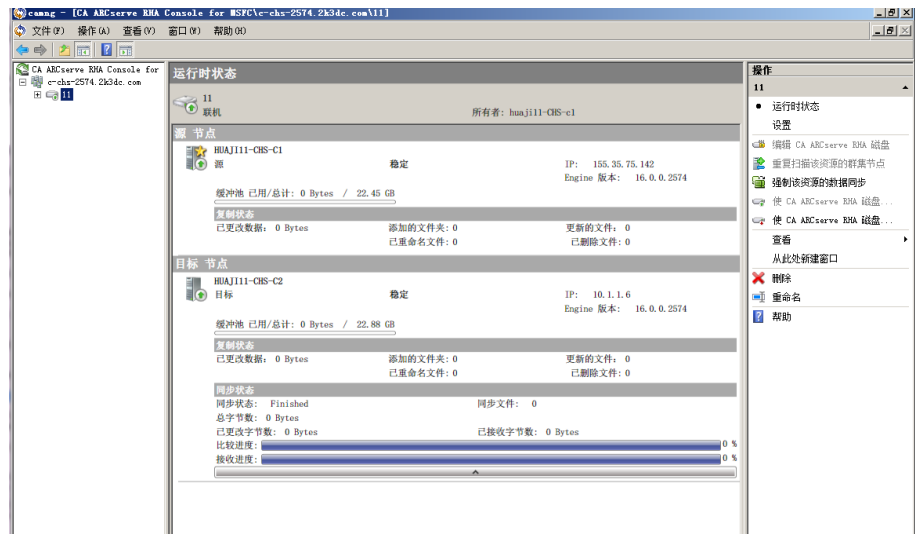 camng - [CA ARCserve RHA Console for MSFC\c-chs-2574.2k3dc.com\11]
文件(F) 操作(A) 查看(V) 窗口(W) 帮助(H)
CA ARCserve RHA Console for
c-chs-2574.2k3dc.com
11
运行时状态
11
联机 所有者: huaji11-CHS-c1
源 节点
HUAJI11-CHS-C1
源 稳定 IP: 155.35.75.142
Engine 版本: 16.0.0.2574
缓冲池 已用/总计: 0 Bytes / 22.45 GB
复制状态
已更改数据: 0 Bytes 添加的文件夹: 0 更新的文件: 0
已重命名文件: 0 已删除文件: 0
目标 节点
HUAJI11-CHS-C2
目标 稳定 IP: 10.1.1.6
Engine 版本: 16.0.0.2574
缓冲池 已用/总计: 0 Bytes / 22.88 GB
复制状态
已更改数据: 0 Bytes 添加的文件夹: 0 更新的文件: 0
已重命名文件: 0 已删除文件: 0
同步状态
同步状态: Finished 同步文件: 0
总字节数: 0 Bytes
已更改字节数: 0 Bytes 已接收字节数: 0 Bytes
比较进度: 0 %
接收进度: 0 %
操作
11
运行时状态
设置
编辑 CA ARCserve RHA 磁盘
重复扫描该资源的群集节点
强制该资源的数据同步
使 CA ARCserve RHA 磁盘...
使 CA ARCserve RHA 磁盘...
查看
从此处新建窗口
删除
重命名
帮助